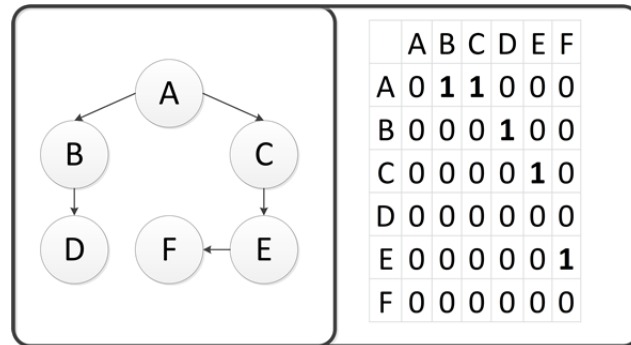 A
B
C
D
F
E
A B C D E F
A 0 1 1 0 0 0
B 0 0 0 1 0 0
C 0 0 0 0 1 0
D 0 0 0 0 0 0
E 0 0 0 0 0 1
F 0 0 0 0 0 0